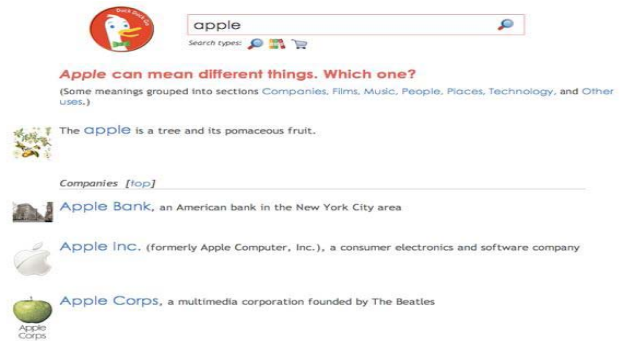 Duck Duck Go
apple
Search types:
Apple can mean different things. Which one?
(Some meanings grouped into sections Companies, Films, Music, People, Places, Technology, and Other
uses.)
The apple is a tree and its pomaceous fruit.
Companies [top]
Apple Bank, an American bank in the New York City area
Apple Inc. (formerly Apple Computer, Inc.), a consumer electronics and software company
Apple Corps, a multimedia corporation founded by The Beatles
Apple
Corps